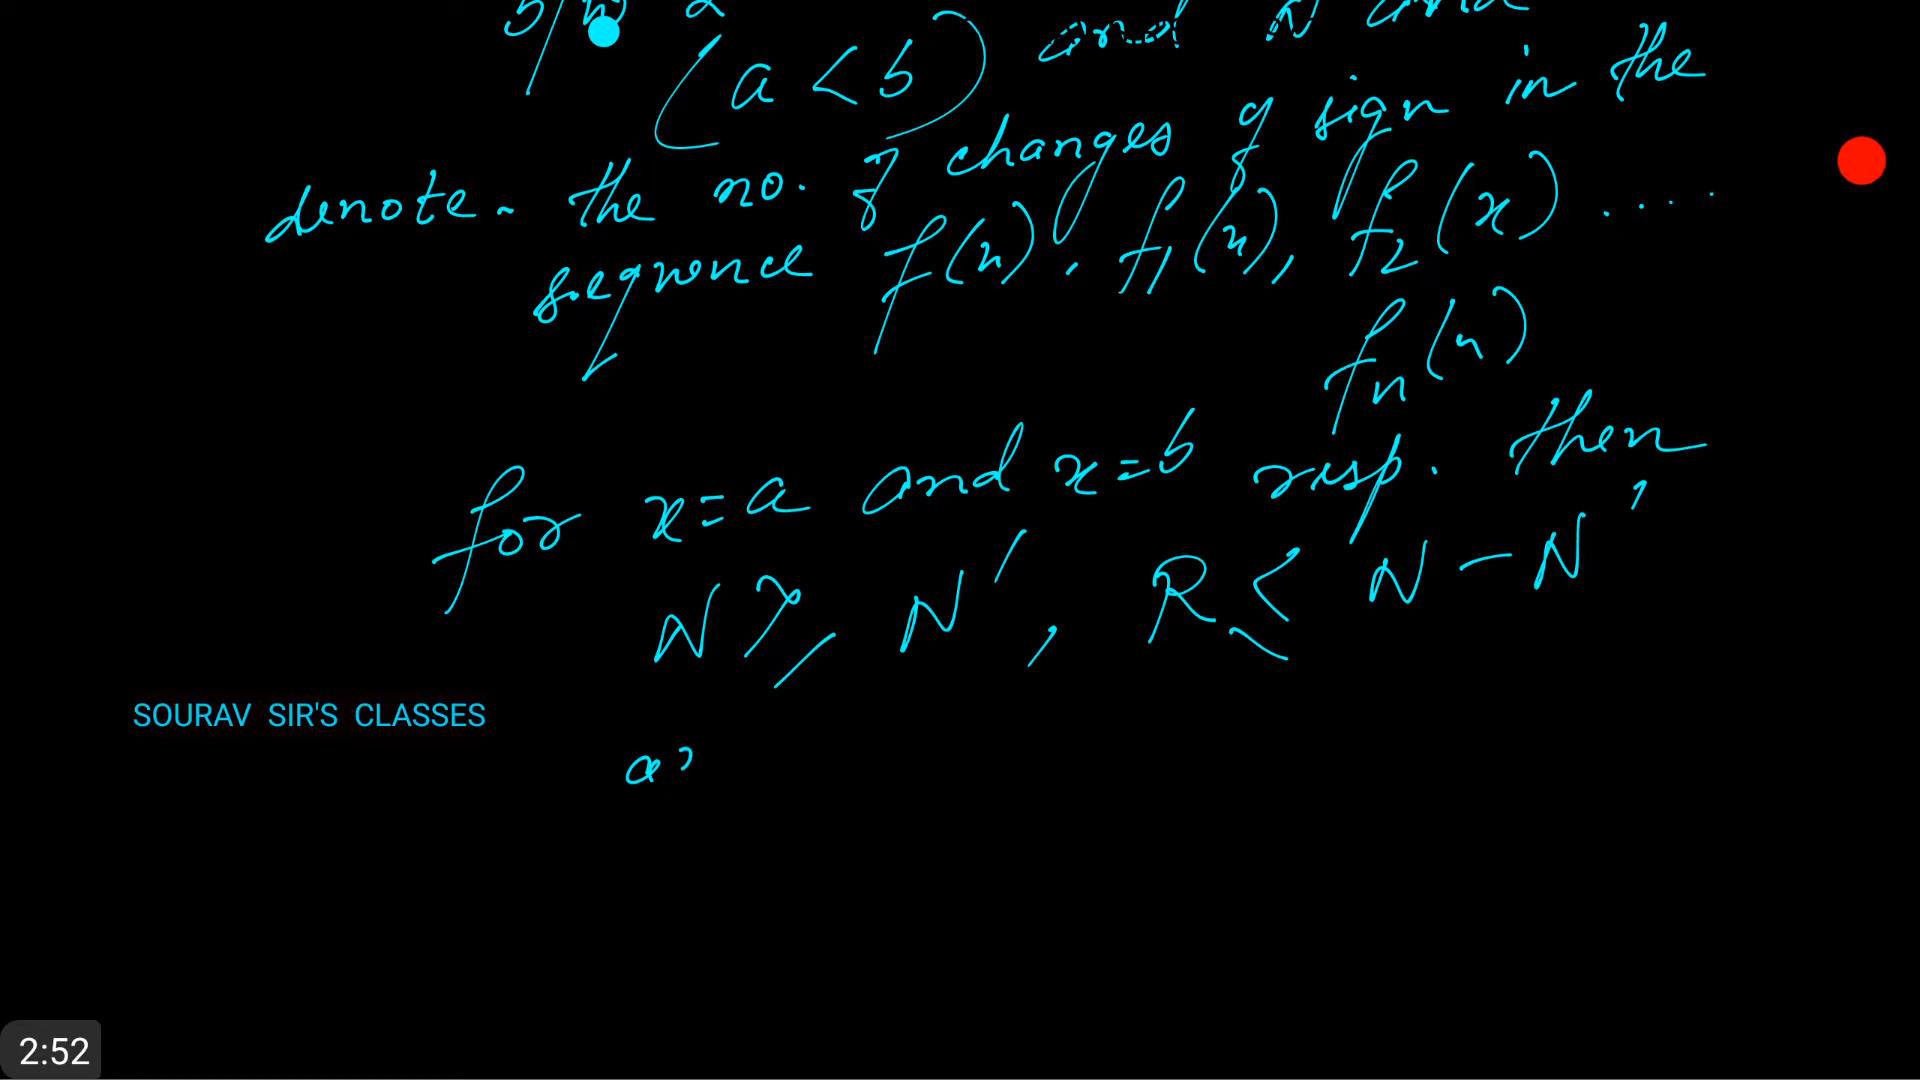 b/w a
(a < b) and N and
denote the no. of changes of sign in the
sequence f(x), f1(x), f2(x) .....
fn(x)
for x = a and x = b resp. then,
N ≥ N', R ≤ N - N'
SOURAV SIR'S CLASSES
a
2:52